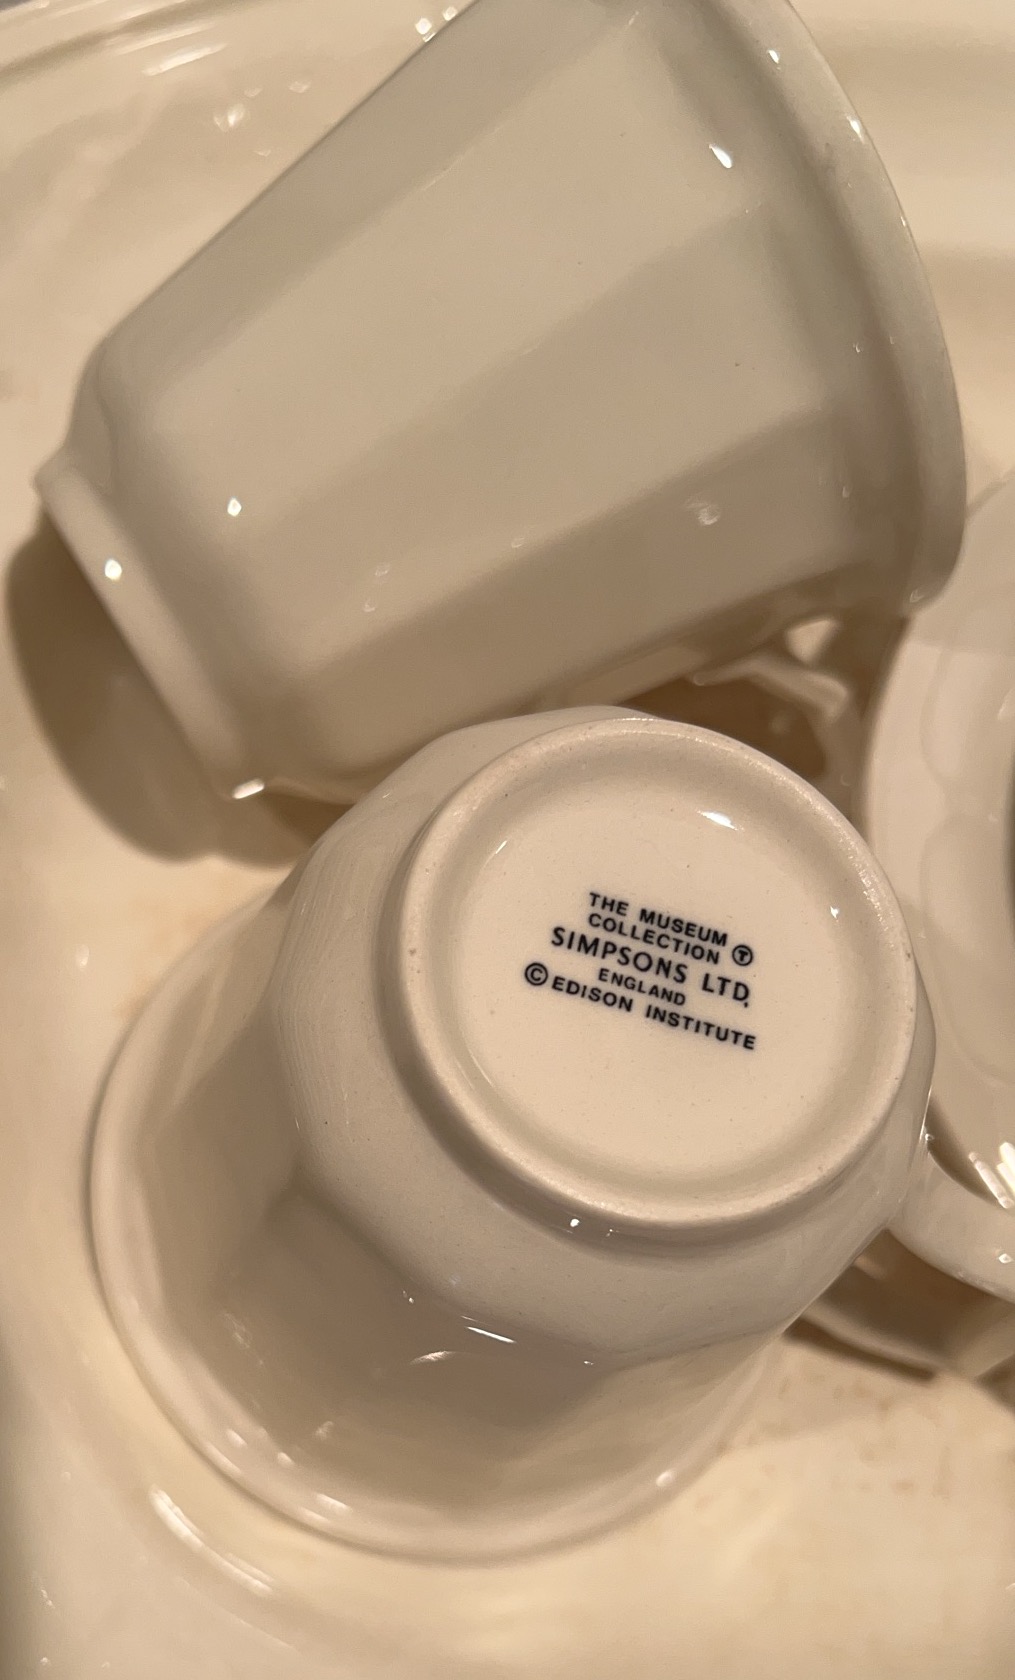 THE MUSEUM
COLLECTION Ⓣ
SIMPSONS LTD,
ENGLAND
© EDISON INSTITUTE